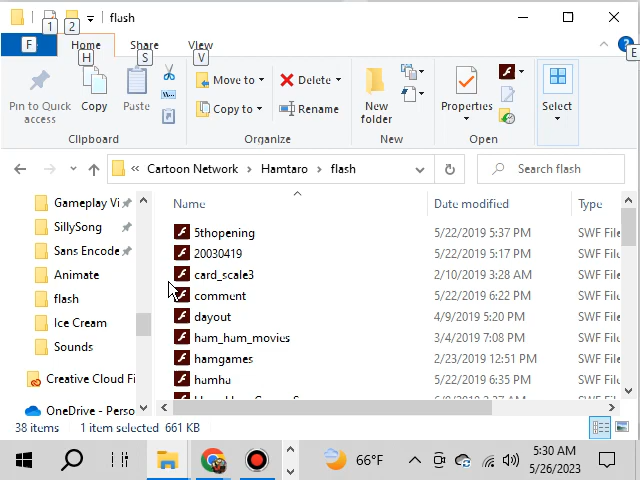 flash
1 2
F Home Share View
H S V E
Pin to Quick access
Copy
Paste
Move to
Copy to
Delete
Rename
New folder
Properties
Select
Clipboard Organize New Open
« Cartoon Network › Hamtaro › flash
Search flash
Gameplay Vi
SillySong
Sans Encode
Animate
flash
Ice Cream
Sounds
Creative Cloud Fi
OneDrive - Perso
Name Date modified Type
5thopening 5/22/2019 5:37 PM SWF File
20030419 5/22/2019 5:17 PM SWF File
card_scale3 2/10/2019 3:28 AM SWF File
comment 5/22/2019 6:22 PM SWF File
dayout 4/9/2019 5:20 PM SWF File
ham_ham_movies 3/4/2019 7:08 PM SWF File
hamgames 2/23/2019 12:51 PM SWF File
hamha 5/22/2019 6:35 PM SWF File
38 items 1 item selected 661 KB
66°F
5:30 AM
5/26/2023